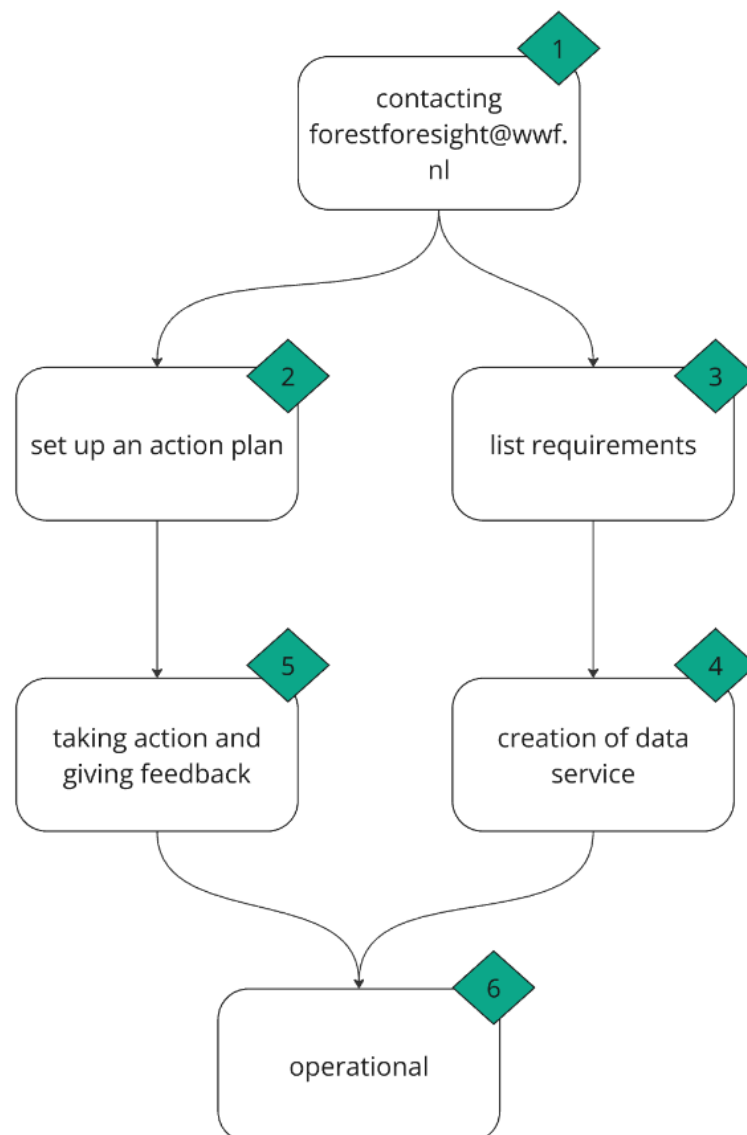 1
contacting
forestforesight@wwf.
nl
2
set up an action plan
3
list requirements
5
taking action and
giving feedback
4
creation of data
service
6
operational